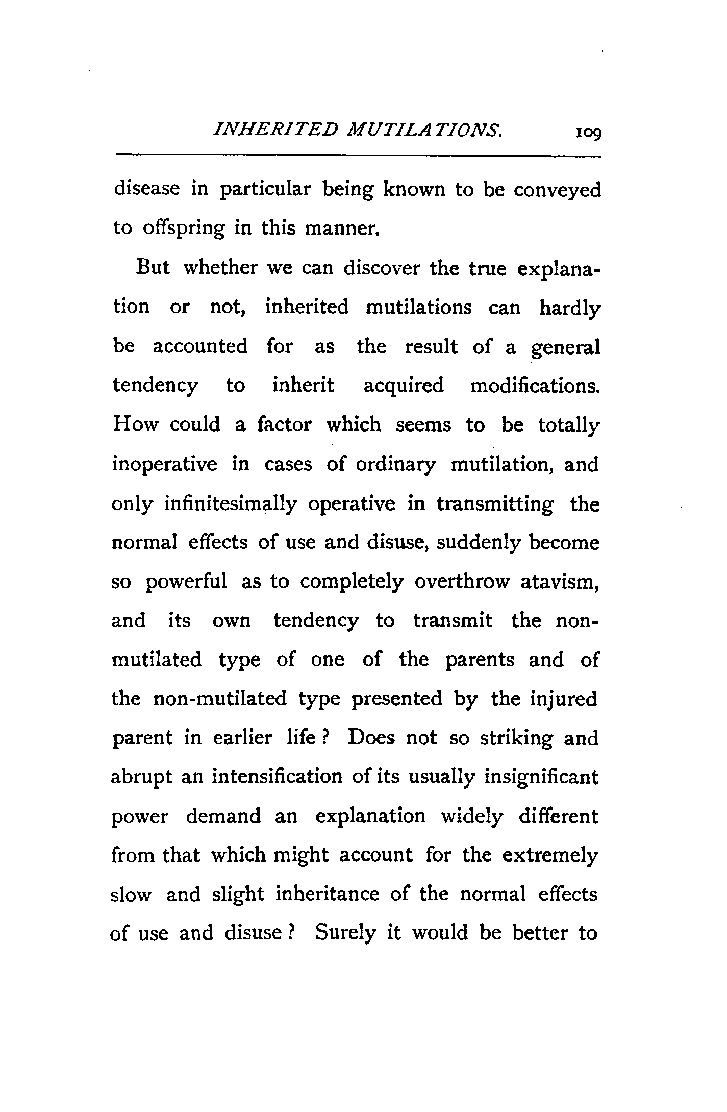 INHERITED MUTILATIONS. 109
disease in particular being known to be conveyed
to offspring in this manner.
But whether we can discover the true explana-
tion or not, inherited mutilations can hardly
be accounted for as the result of a general
tendency to inherit acquired modifications.
How could a factor which seems to be totally
inoperative in cases of ordinary mutilation, and
only infinitesimally operative in transmitting the
normal effects of use and disuse, suddenly become
so powerful as to completely overthrow atavism,
and its own tendency to transmit the non-
mutilated type of one of the parents and of
the non-mutilated type presented by the injured
parent in earlier life ? Does not so striking and
abrupt an intensification of its usually insignificant
power demand an explanation widely different
from that which might account for the extremely
slow and slight inheritance of the normal effects
of use and disuse ? Surely it would be better to